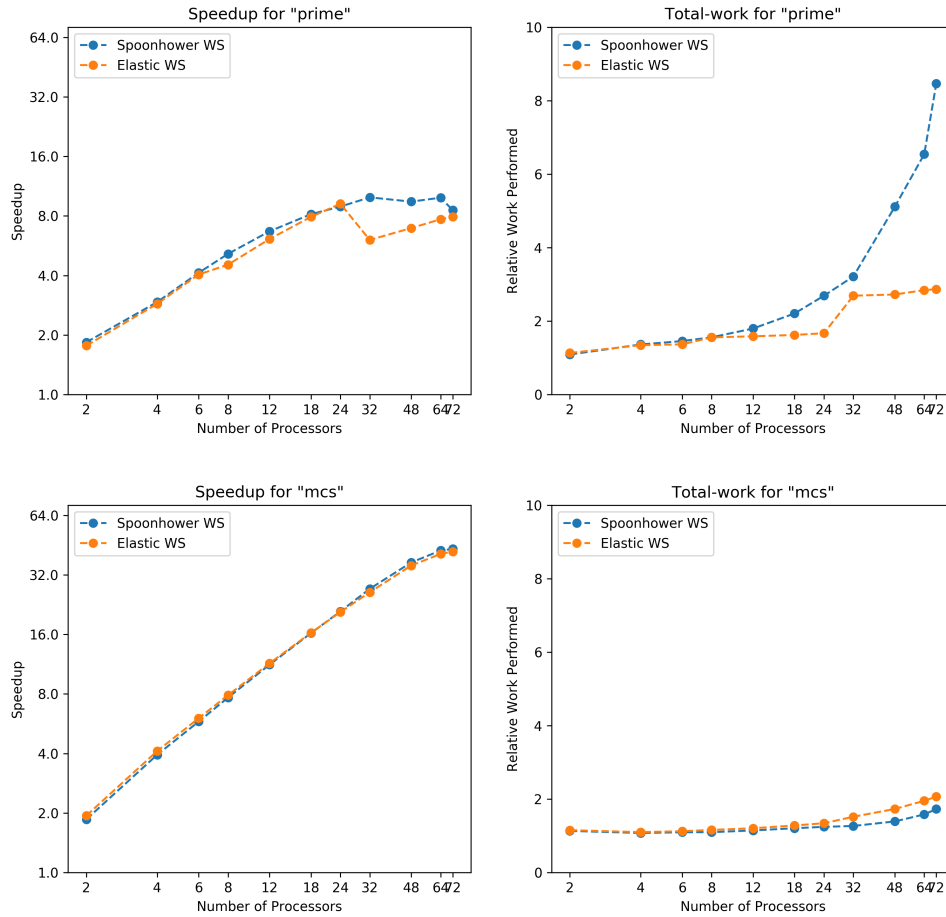 Speedup for "prime"
64.0
32.0
16.0
8.0
4.0
2.0
1.0
Speedup
Spoonhower WS
Elastic WS
2 4 6 8 12 18 24 32 48 64 72
Number of Processors
Total-work for "prime"
10
8
6
4
2
0
Relative Work Performed
Spoonhower WS
Elastic WS
2 4 6 8 12 18 24 32 48 64 72
Number of Processors
Speedup for "mcs"
64.0
32.0
16.0
8.0
4.0
2.0
1.0
Speedup
Spoonhower WS
Elastic WS
2 4 6 8 12 18 24 32 48 64 72
Number of Processors
Total-work for "mcs"
10
8
6
4
2
0
Relative Work Performed
Spoonhower WS
Elastic WS
2 4 6 8 12 18 24 32 48 64 72
Number of Processors